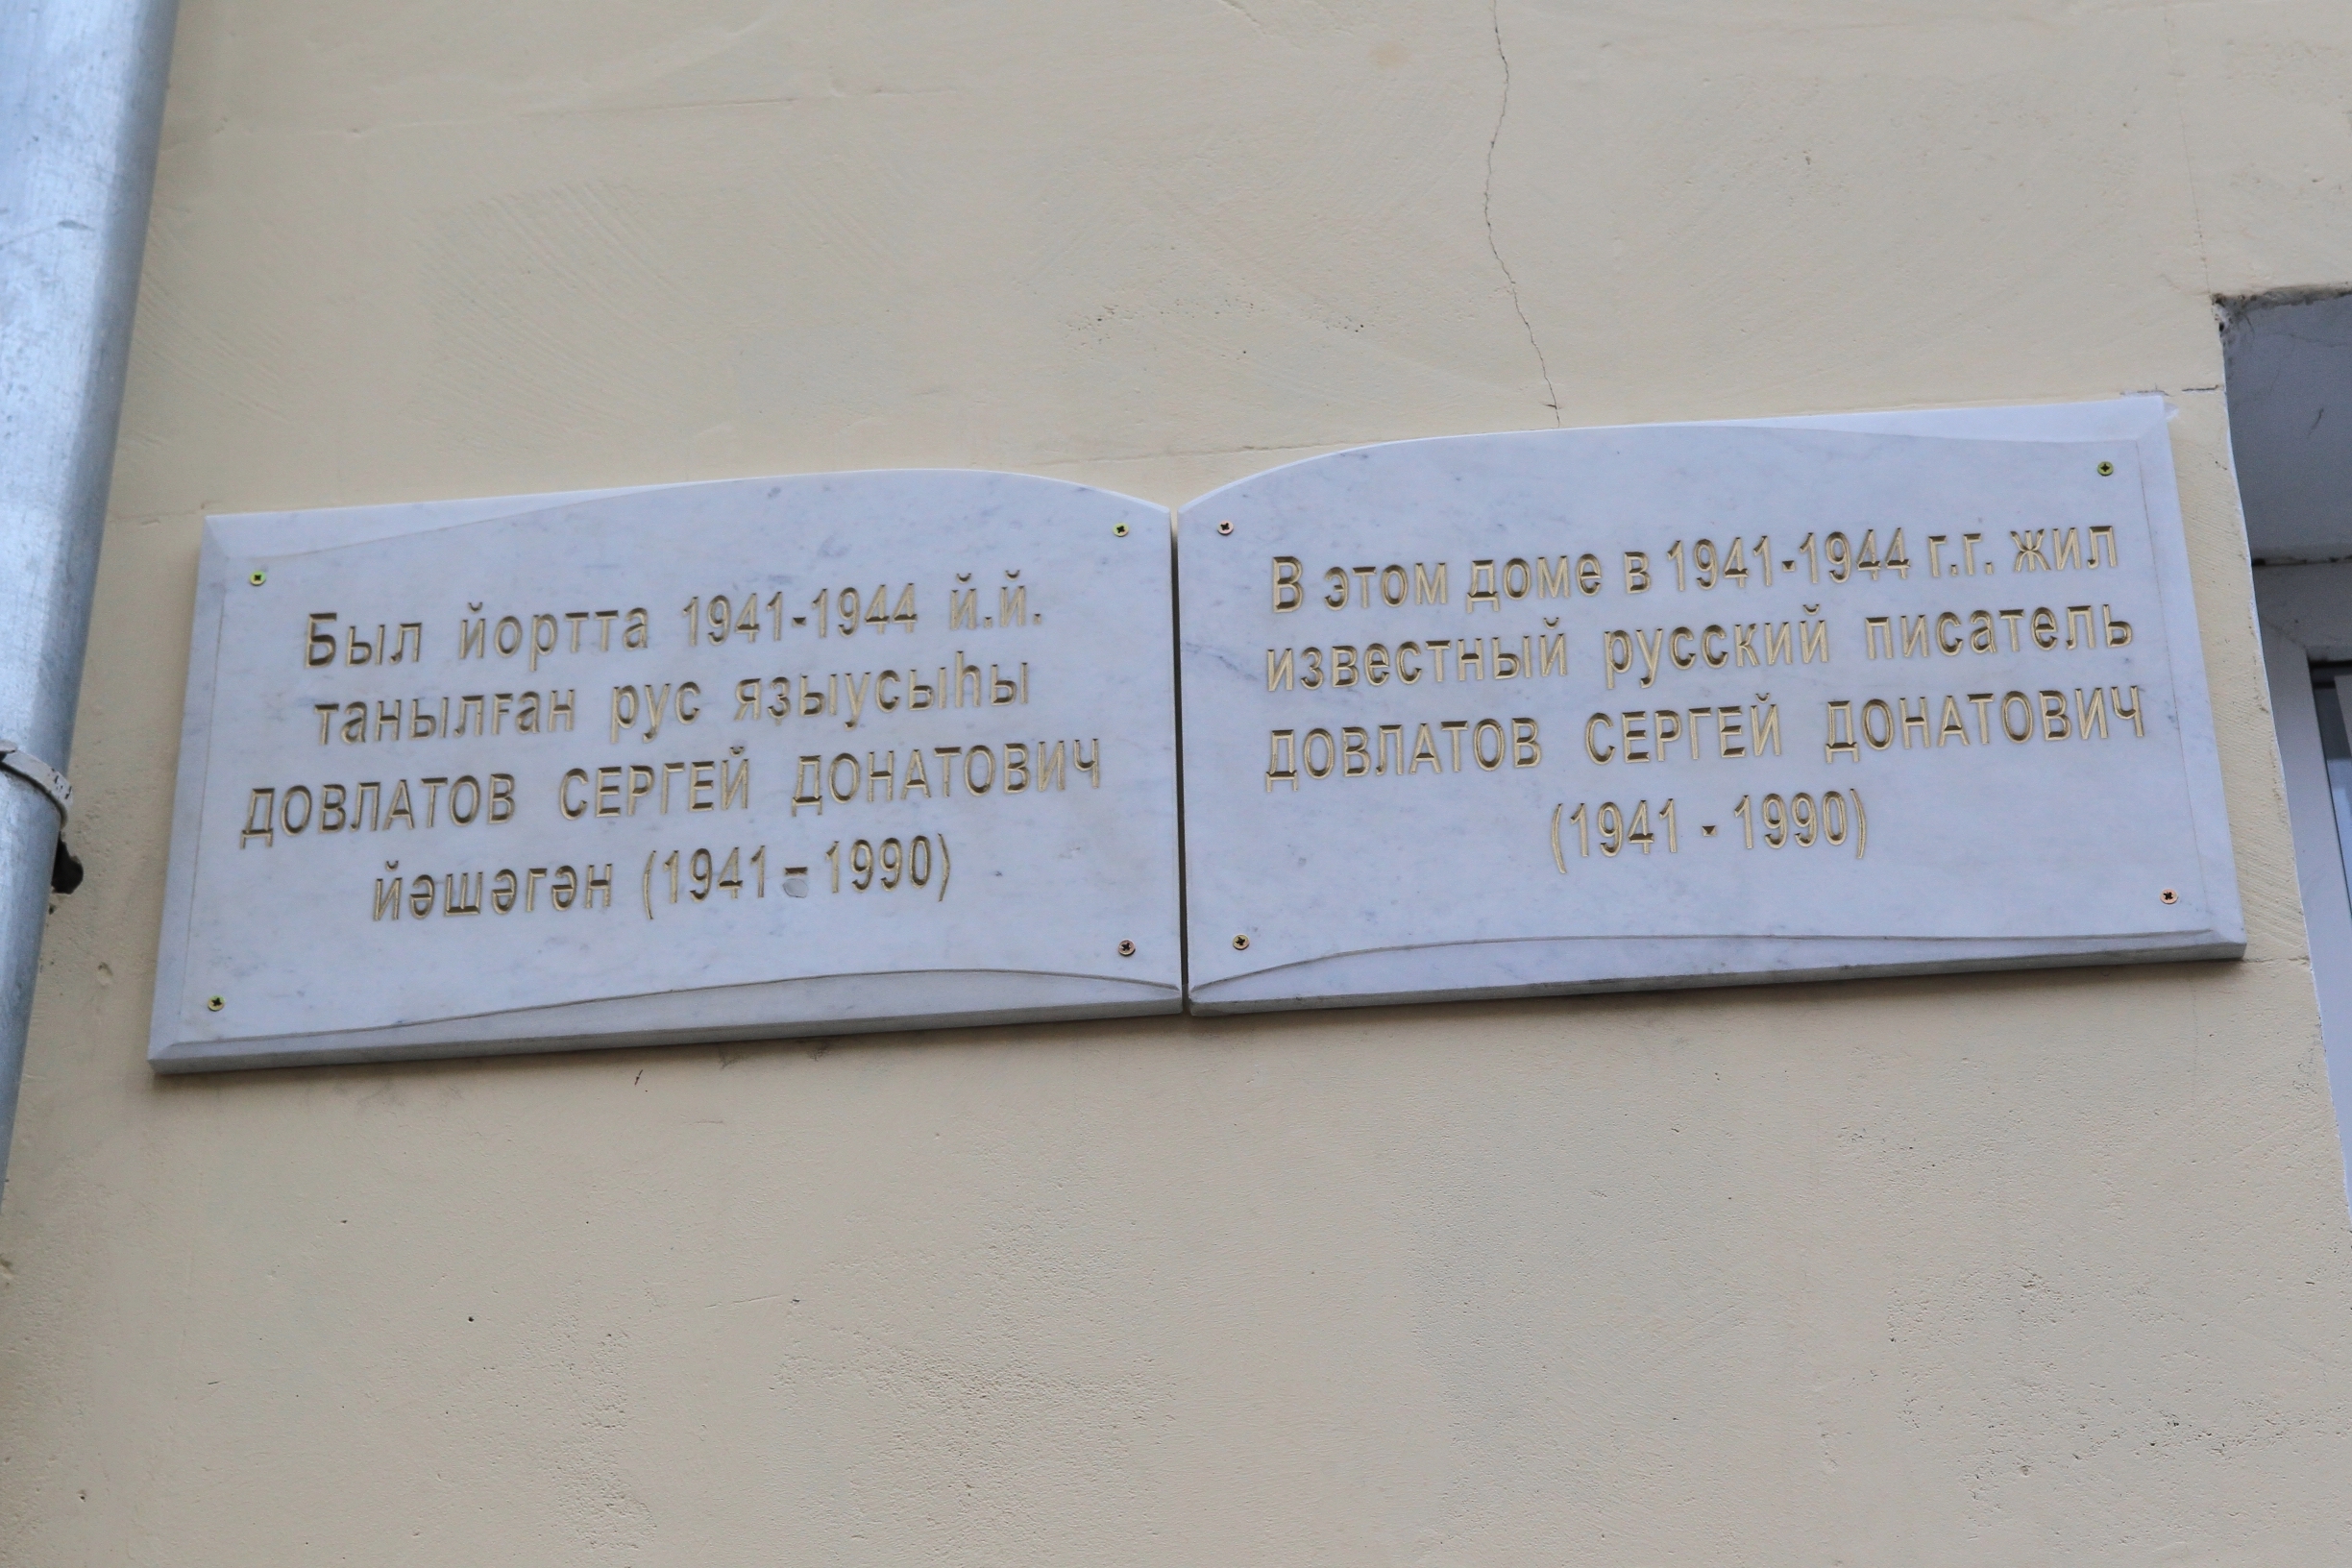 Был йортта 1941-1944 й.й.
танылған рус яҙыусыһы
ДОВЛАТОВ СЕРГЕЙ ДОНАТОВИЧ
йәшәгән (1941 - 1990)
В этом доме в 1941-1944 г.г. жил
известный русский писатель
ДОВЛАТОВ СЕРГЕЙ ДОНАТОВИЧ
(1941 - 1990)